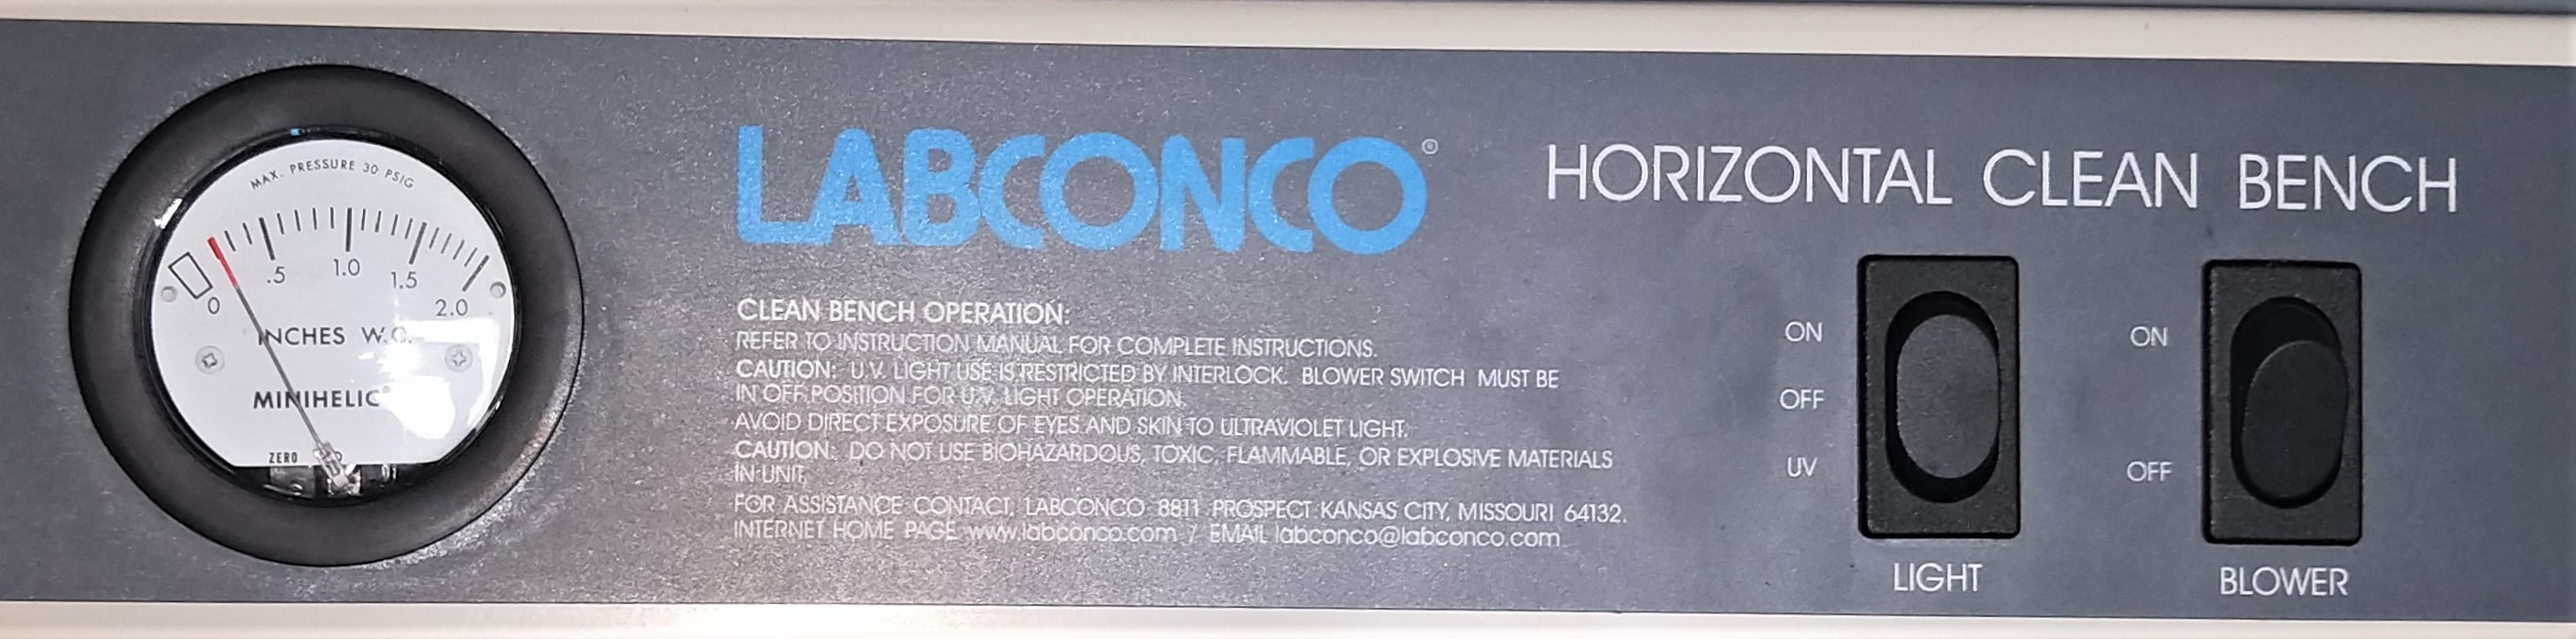 MAX. PRESSURE 30 PSIG
0 .5 1.0 1.5 2.0
INCHES W.C.
MINIHELIC®
ZERO
LABCONCO®
CLEAN BENCH OPERATION:
REFER TO INSTRUCTION MANUAL FOR COMPLETE INSTRUCTIONS.
CAUTION: U.V. LIGHT USE IS RESTRICTED BY INTERLOCK. BLOWER SWITCH MUST BE
IN OFF POSITION FOR U.V. LIGHT OPERATION.
AVOID DIRECT EXPOSURE OF EYES AND SKIN TO ULTRAVIOLET LIGHT.
CAUTION: DO NOT USE BIOHAZARDOUS, TOXIC, FLAMMABLE, OR EXPLOSIVE MATERIALS
IN UNIT.
FOR ASSISTANCE CONTACT; LABCONCO 8811 PROSPECT KANSAS CITY, MISSOURI 64132.
INTERNET HOME PAGE www.labconco.com / EMAIL labconco@labconco.com
HORIZONTAL CLEAN BENCH
ON
OFF
UV
LIGHT
ON
OFF
BLOWER